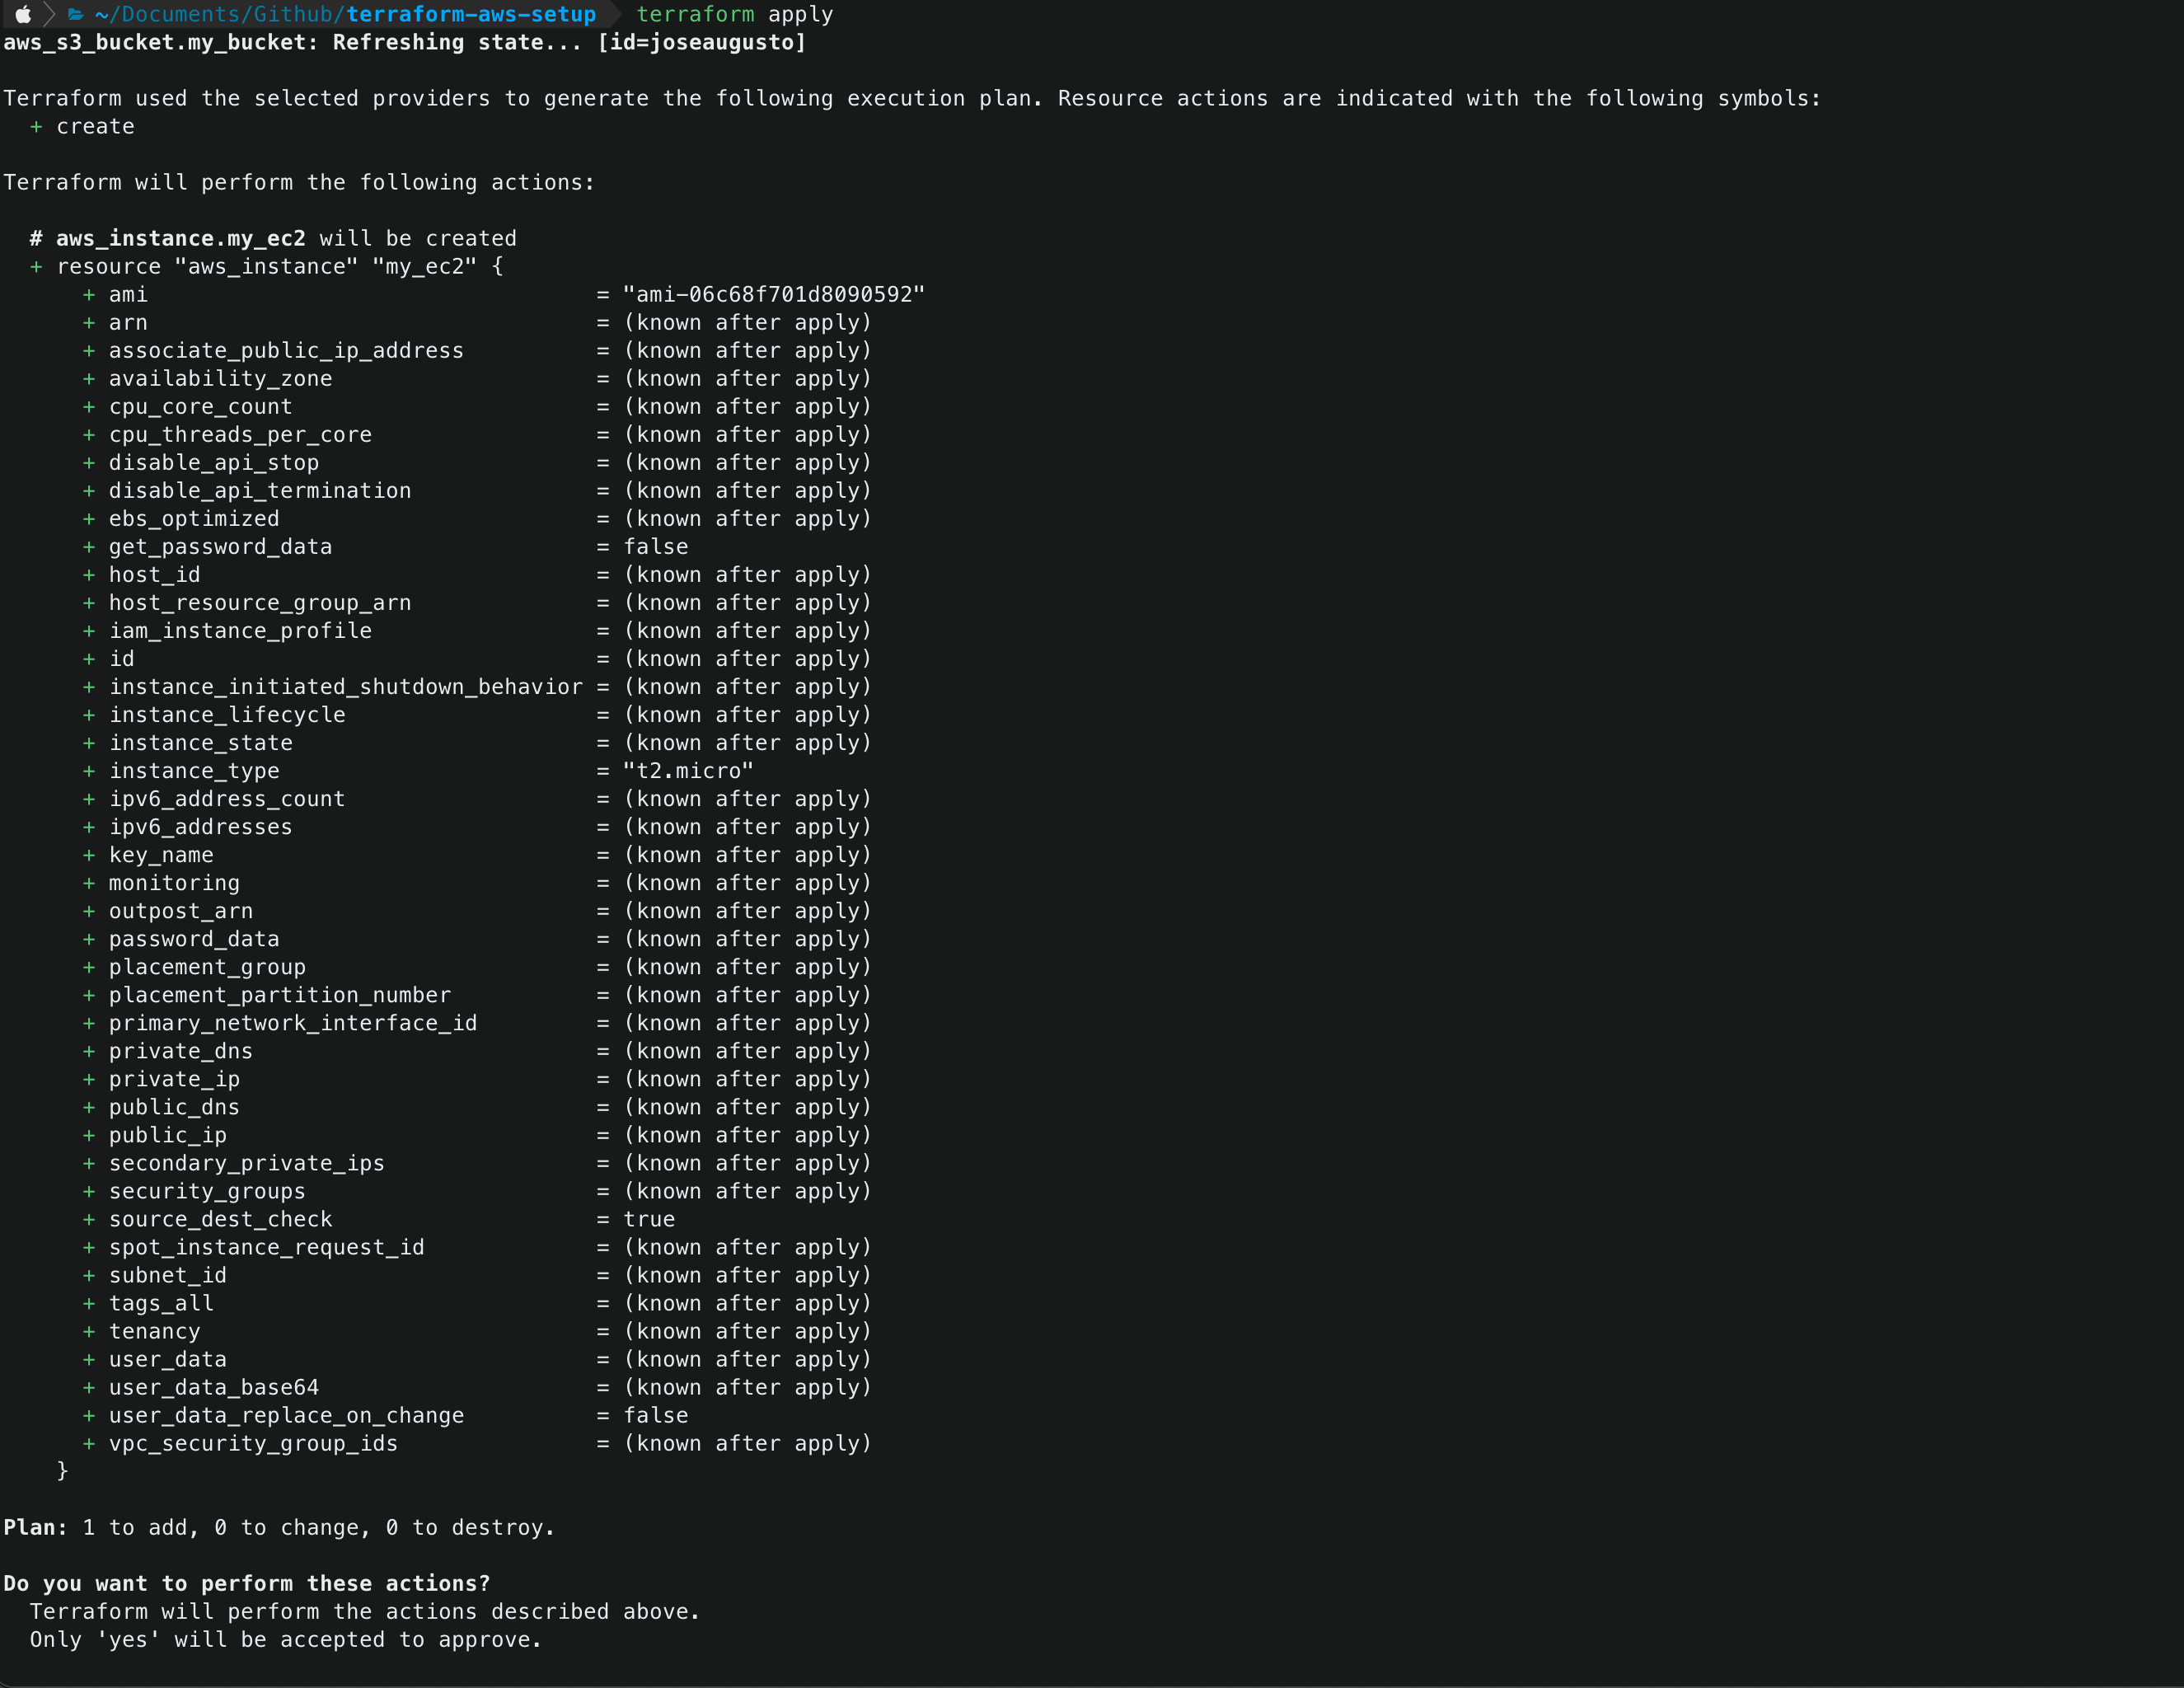 ~/Documents/Github/terraform-aws-setup terraform apply
aws_s3_bucket.my_bucket: Refreshing state... [id=joseaugusto]
Terraform used the selected providers to generate the following execution plan. Resource actions are indicated with the following symbols:
+ create
Terraform will perform the following actions:
# aws_instance.my_ec2 will be created
+ resource "aws_instance" "my_ec2" {
+ ami = "ami-06c68f701d8090592"
+ arn = (known after apply)
+ associate_public_ip_address = (known after apply)
+ availability_zone = (known after apply)
+ cpu_core_count = (known after apply)
+ cpu_threads_per_core = (known after apply)
+ disable_api_stop = (known after apply)
+ disable_api_termination = (known after apply)
+ ebs_optimized = (known after apply)
+ get_password_data = false
+ host_id = (known after apply)
+ host_resource_group_arn = (known after apply)
+ iam_instance_profile = (known after apply)
+ id = (known after apply)
+ instance_initiated_shutdown_behavior = (known after apply)
+ instance_lifecycle = (known after apply)
+ instance_state = (known after apply)
+ instance_type = "t2.micro"
+ ipv6_address_count = (known after apply)
+ ipv6_addresses = (known after apply)
+ key_name = (known after apply)
+ monitoring = (known after apply)
+ outpost_arn = (known after apply)
+ password_data = (known after apply)
+ placement_group = (known after apply)
+ placement_partition_number = (known after apply)
+ primary_network_interface_id = (known after apply)
+ private_dns = (known after apply)
+ private_ip = (known after apply)
+ public_dns = (known after apply)
+ public_ip = (known after apply)
+ secondary_private_ips = (known after apply)
+ security_groups = (known after apply)
+ source_dest_check = true
+ spot_instance_request_id = (known after apply)
+ subnet_id = (known after apply)
+ tags_all = (known after apply)
+ tenancy = (known after apply)
+ user_data = (known after apply)
+ user_data_base64 = (known after apply)
+ user_data_replace_on_change = false
+ vpc_security_group_ids = (known after apply)
}
Plan: 1 to add, 0 to change, 0 to destroy.
Do you want to perform these actions?
Terraform will perform the actions described above.
Only 'yes' will be accepted to approve.